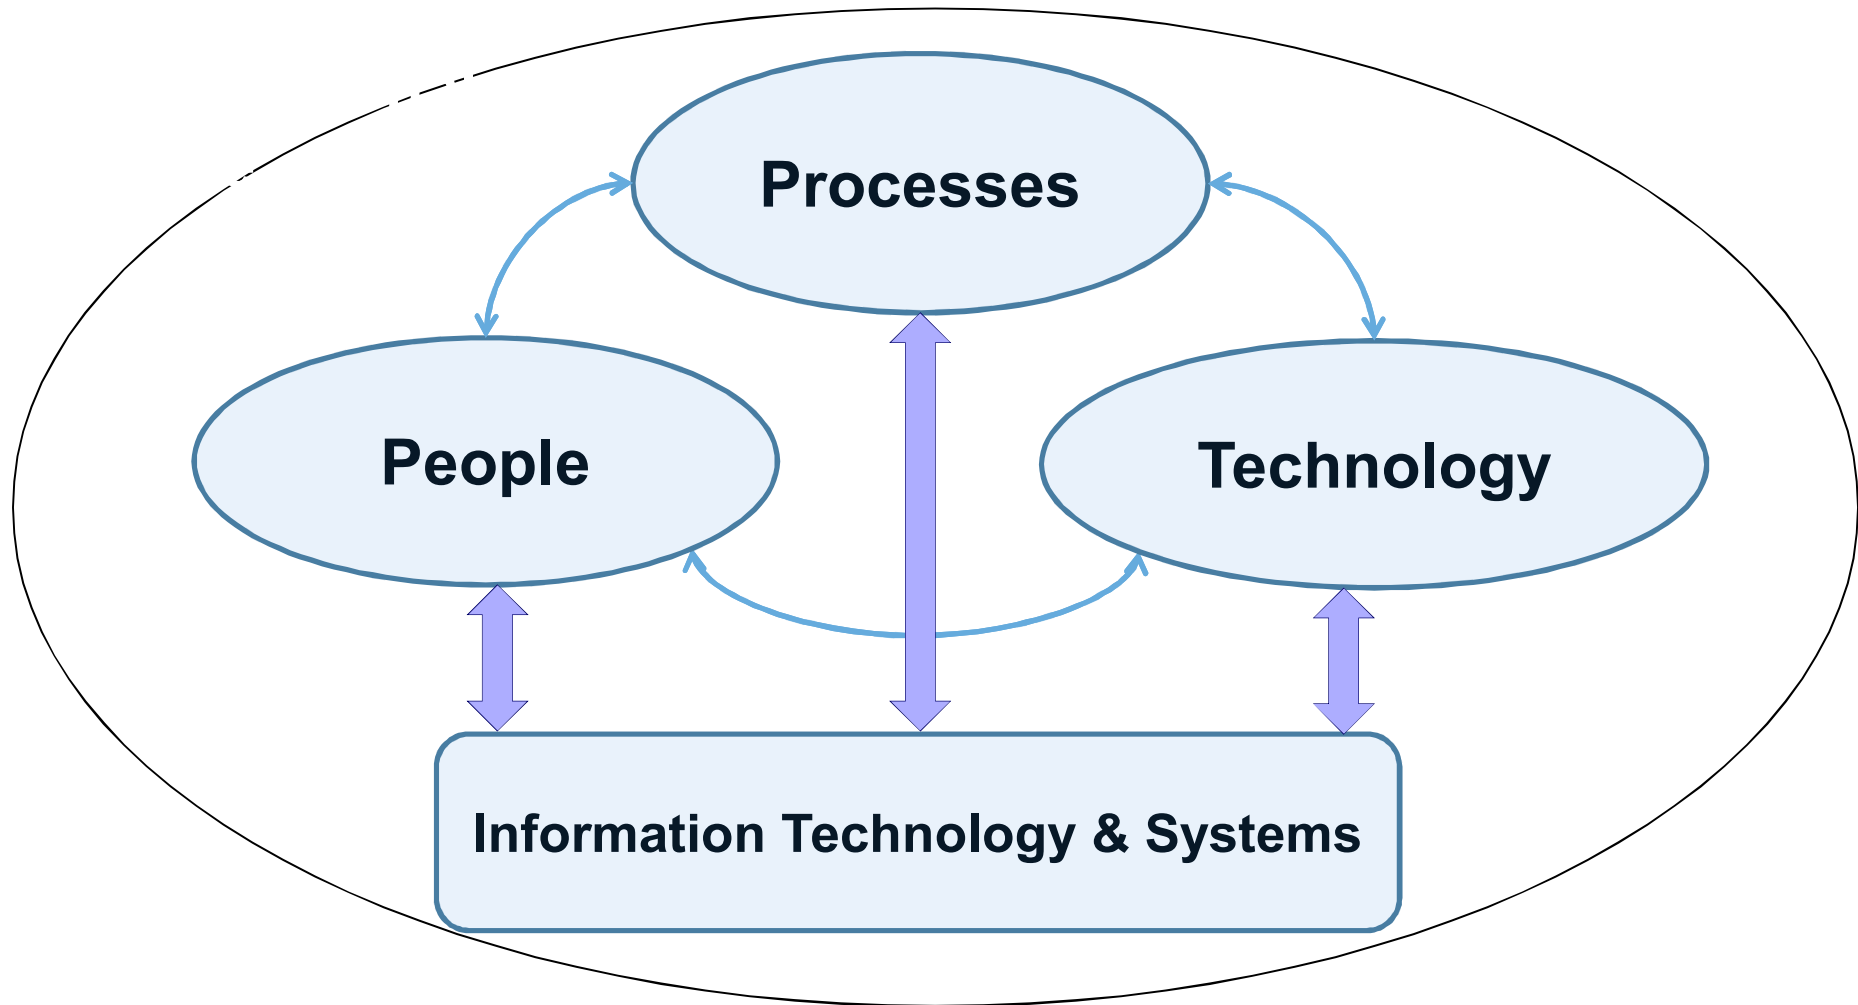 Processes
People
Technology
Information Technology & Systems